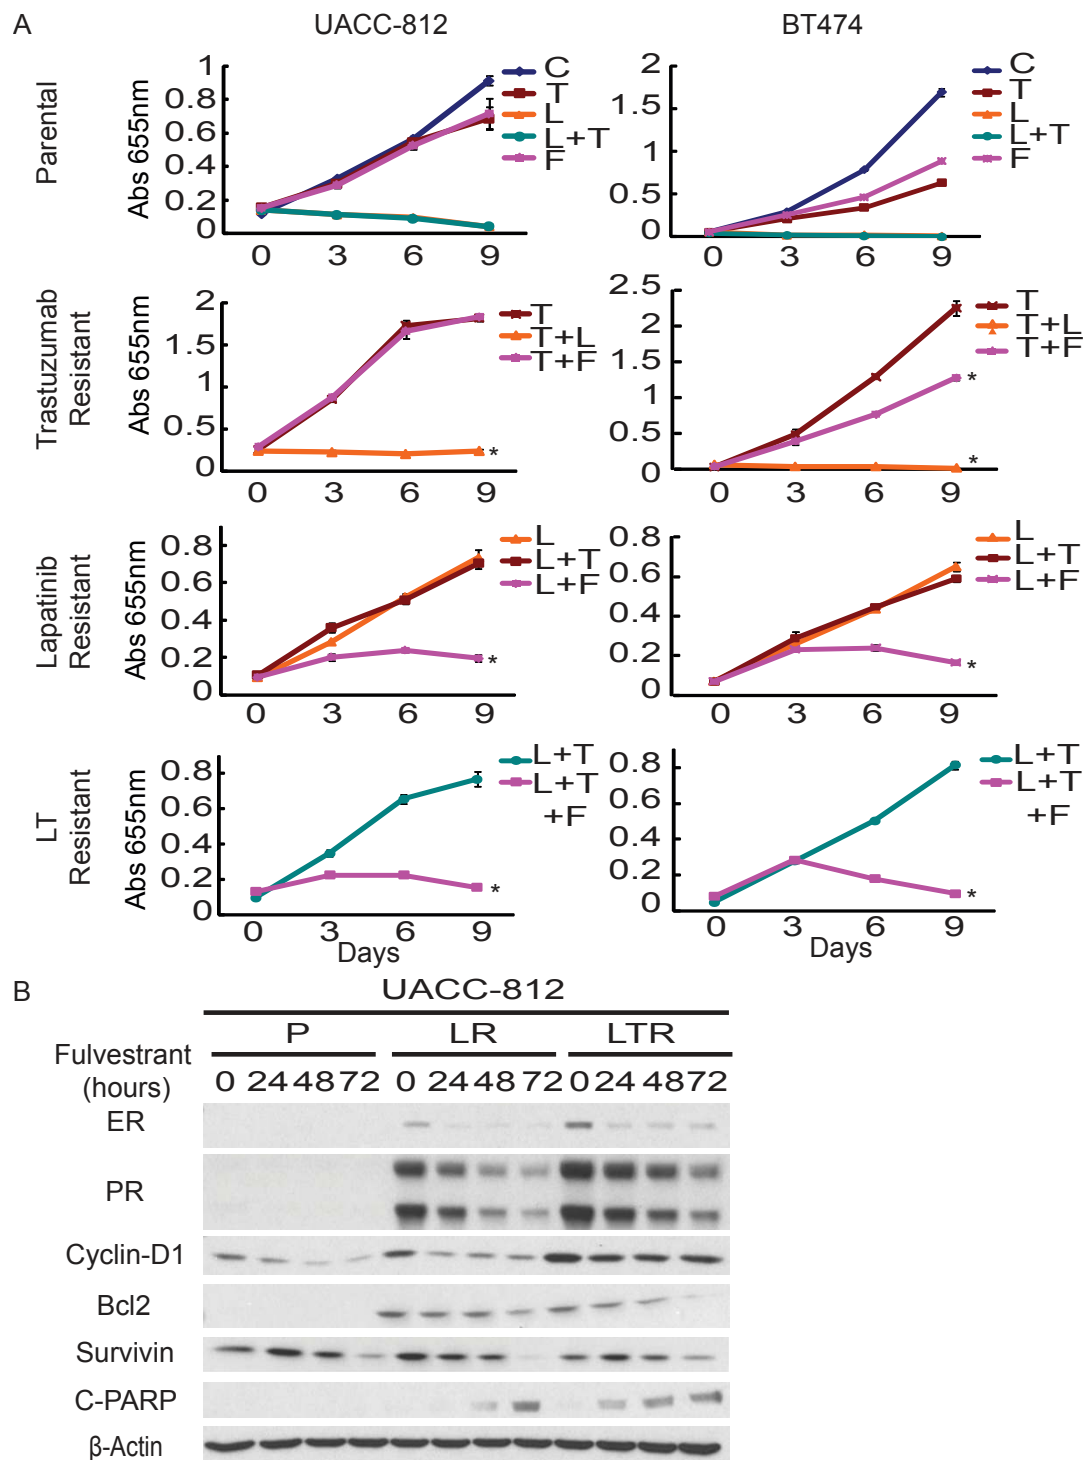 A
UACC-812
BT474
Parental
Abs 655nm
1
0.8
0.6
0.4
0.2
0
0 3 6 9
C
T
L
L+T
F
2
1.5
1
0.5
0
0 3 6 9
C
T
L
L+T
F
Trastuzumab
Resistant
Abs 655nm
2
1.5
1
0.5
0
0 3 6 9
T
T+L
T+F
*
2.5
2
1.5
1
0.5
0
0 3 6 9
T
T+L
T+F
*
*
Lapatinib
Resistant
Abs 655nm
0.8
0.6
0.4
0.2
0
0 3 6 9
L
L+T
L+F
*
0.8
0.6
0.4
0.2
0
0 3 6 9
L
L+T
L+F
*
LT
Resistant
Abs 655nm
0.8
0.6
0.4
0.2
0
0 3 6 9
Days
L+T
L+T
+F
*
0.8
0.6
0.4
0.2
0
0 3 6 9
Days
L+T
L+T
+F
*
B
UACC-812
P LR LTR
Fulvestrant
(hours)
0 24 48 72 0 24 48 72 0 24 48 72
ER
PR
Cyclin-D1
Bcl2
Survivin
C-PARP
β-Actin